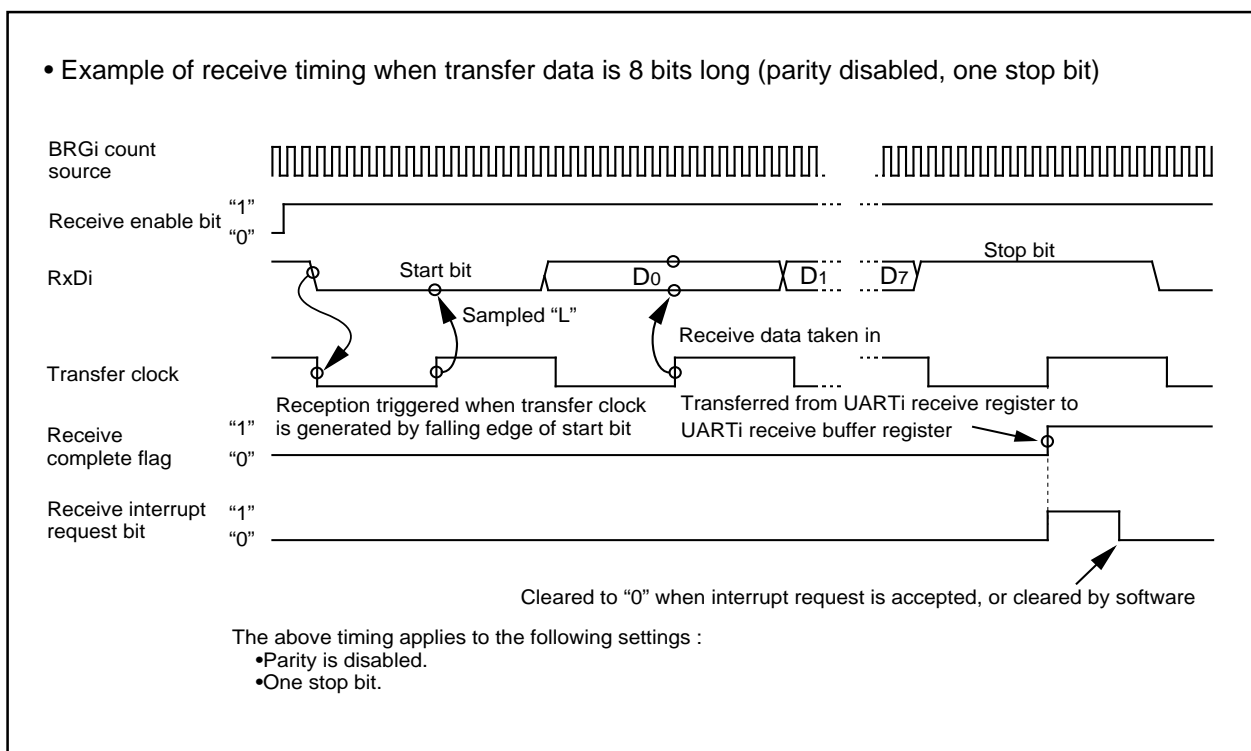 • Example of receive timing when transfer data is 8 bits long (parity disabled, one stop bit)
BRGi count
source
Receive enable bit
“1”
“0”
RxDi
Start bit
D0
D1
D7
Stop bit
Sampled “L”
Receive data taken in
Transfer clock
Reception triggered when transfer clock
is generated by falling edge of start bit
Transferred from UARTi receive register to
UARTi receive buffer register
Receive
complete flag
“1”
“0”
Receive interrupt
request bit
“1”
“0”
Cleared to “0” when interrupt request is accepted, or cleared by software
The above timing applies to the following settings :
•Parity is disabled.
•One stop bit.